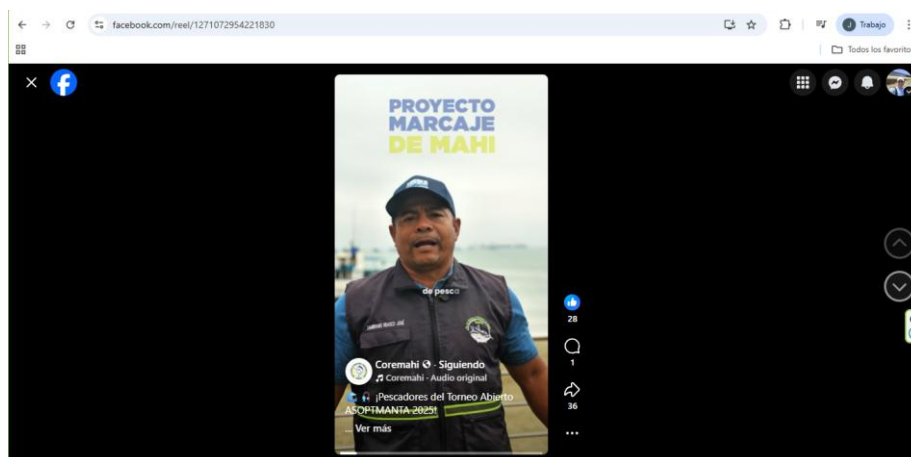 facebook.com/reel/1271072954221830
J Trabajo
Todos los favorito
PROYECTO
MARCAJE
DE MAHI
de pesca
Coremahi - Siguiendo
Coremahi - Audio original
¡Pescadores del Torneo Abierto
ASOPTMANTA 2025!
... Ver más
28
1
36